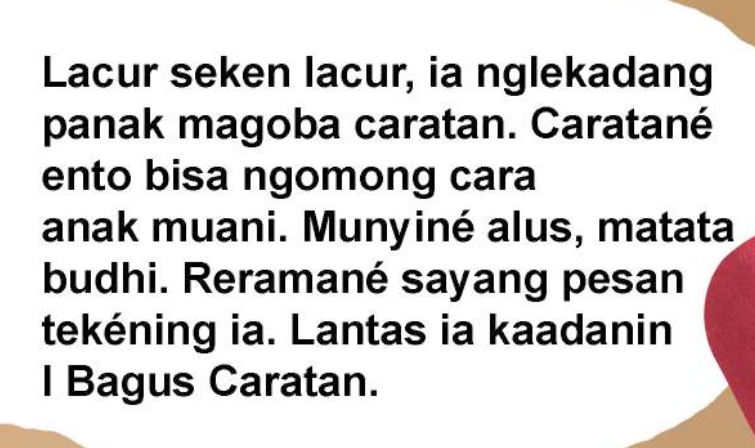 Lacur seken lacur, ia nglekadang
panak magoba caratan. Caratané
ento bisa ngomong cara
anak muani. Munyiné alus, matata
budhi. Reramané sayang pesan
tekéning ia. Lantas ia kaadanin
I Bagus Caratan.